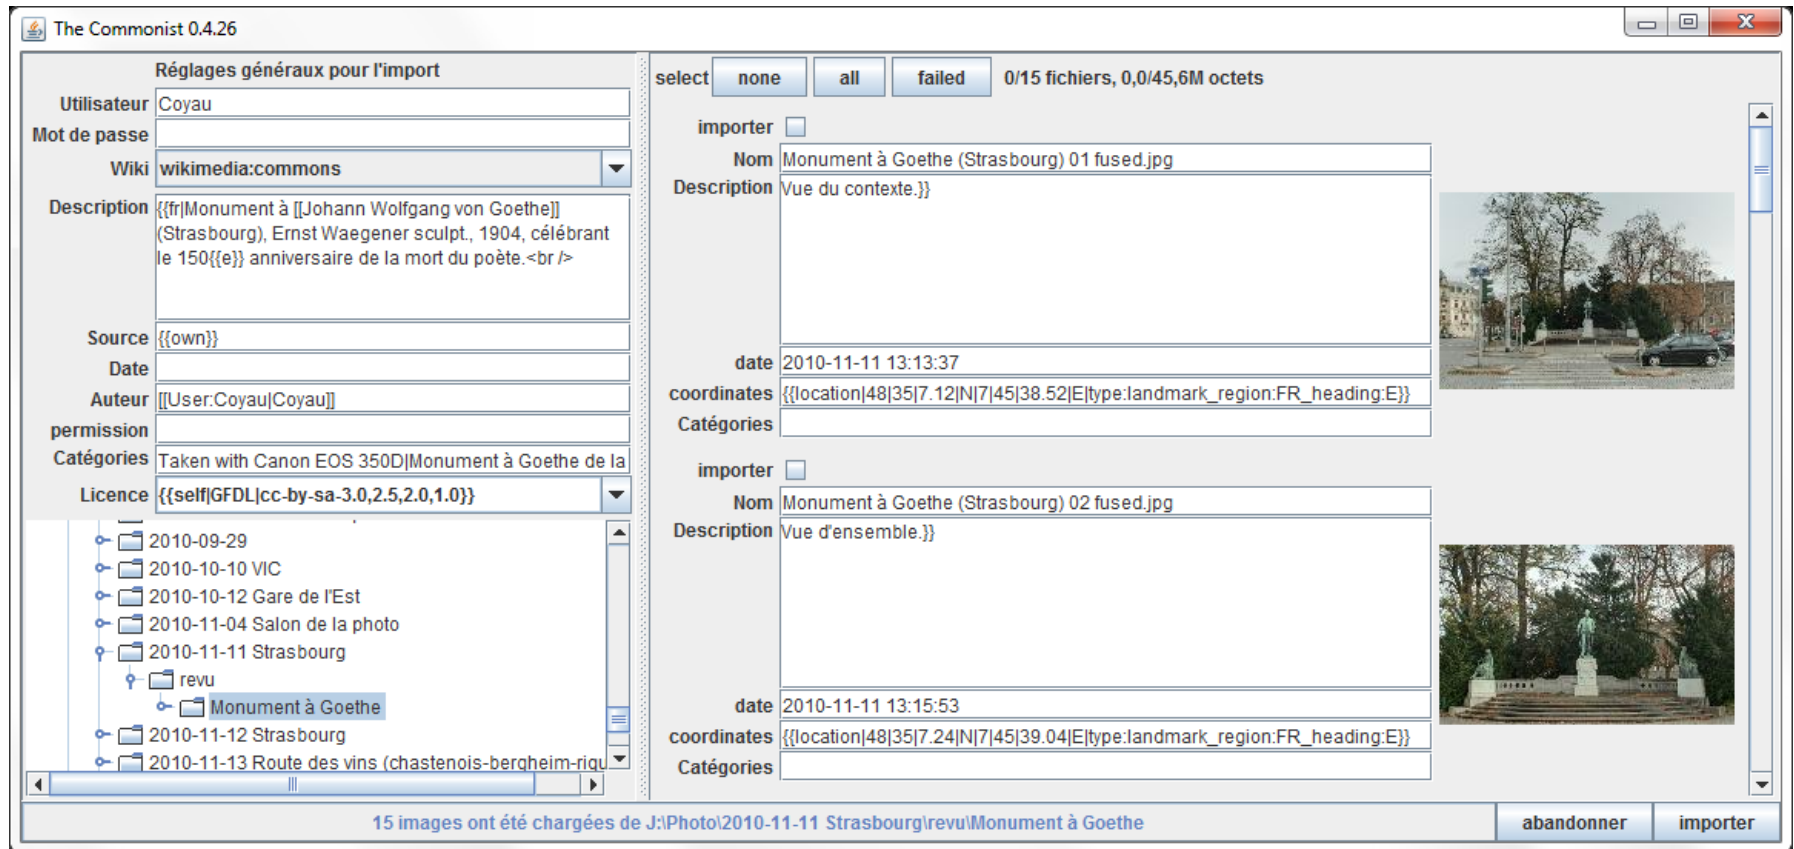 The Commonist 0.4.26
Réglages généraux pour l'import
Utilisateur Coyau
Mot de passe
Wiki wikimedia:commons
Description {{fr|Monument à [[Johann Wolfgang von Goethe]]
(Strasbourg), Ernst Waegener sculpt., 1904, célébrant
le 150{{e}} anniversaire de la mort du poète.<br />
Source {{own}}
Date
Auteur [[User:Coyau|Coyau]]
permission
Catégories Taken with Canon EOS 350D|Monument à Goethe de la
Licence {{self|GFDL|cc-by-sa-3.0,2.5,2.0,1.0}}
2010-09-29
2010-10-10 VIC
2010-10-12 Gare de l'Est
2010-11-04 Salon de la photo
2010-11-11 Strasbourg
revu
Monument à Goethe
2010-11-12 Strasbourg
2010-11-13 Route des vins (chastenois-bergheim-riqu
select none all failed 0/15 fichiers, 0,0/45,6M octets
importer
Nom Monument à Goethe (Strasbourg) 01 fused.jpg
Description Vue du contexte.}}
date 2010-11-11 13:13:37
coordinates {{location|48|35|7.12|N|7|45|38.52|E|type:landmark_region:FR_heading:E}}
Catégories
importer
Nom Monument à Goethe (Strasbourg) 02 fused.jpg
Description Vue d'ensemble.}}
date 2010-11-11 13:15:53
coordinates {{location|48|35|7.24|N|7|45|39.04|E|type:landmark_region:FR_heading:E}}
Catégories
15 images ont été chargées de J:\Photo\2010-11-11 Strasbourg\revu\Monument à Goethe
abandonner importer